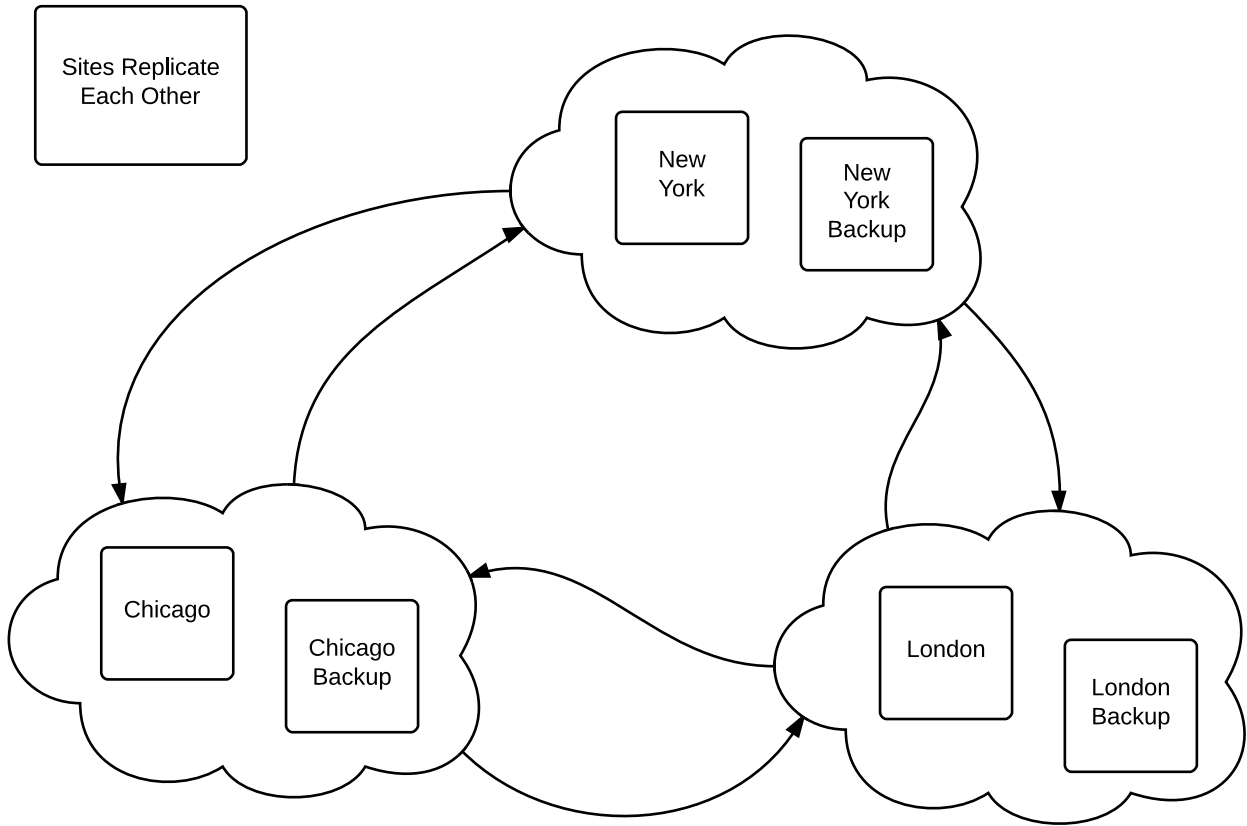 Sites Replicate
Each Other
New
York
New
York
Backup
Chicago
Chicago
Backup
London
London
Backup